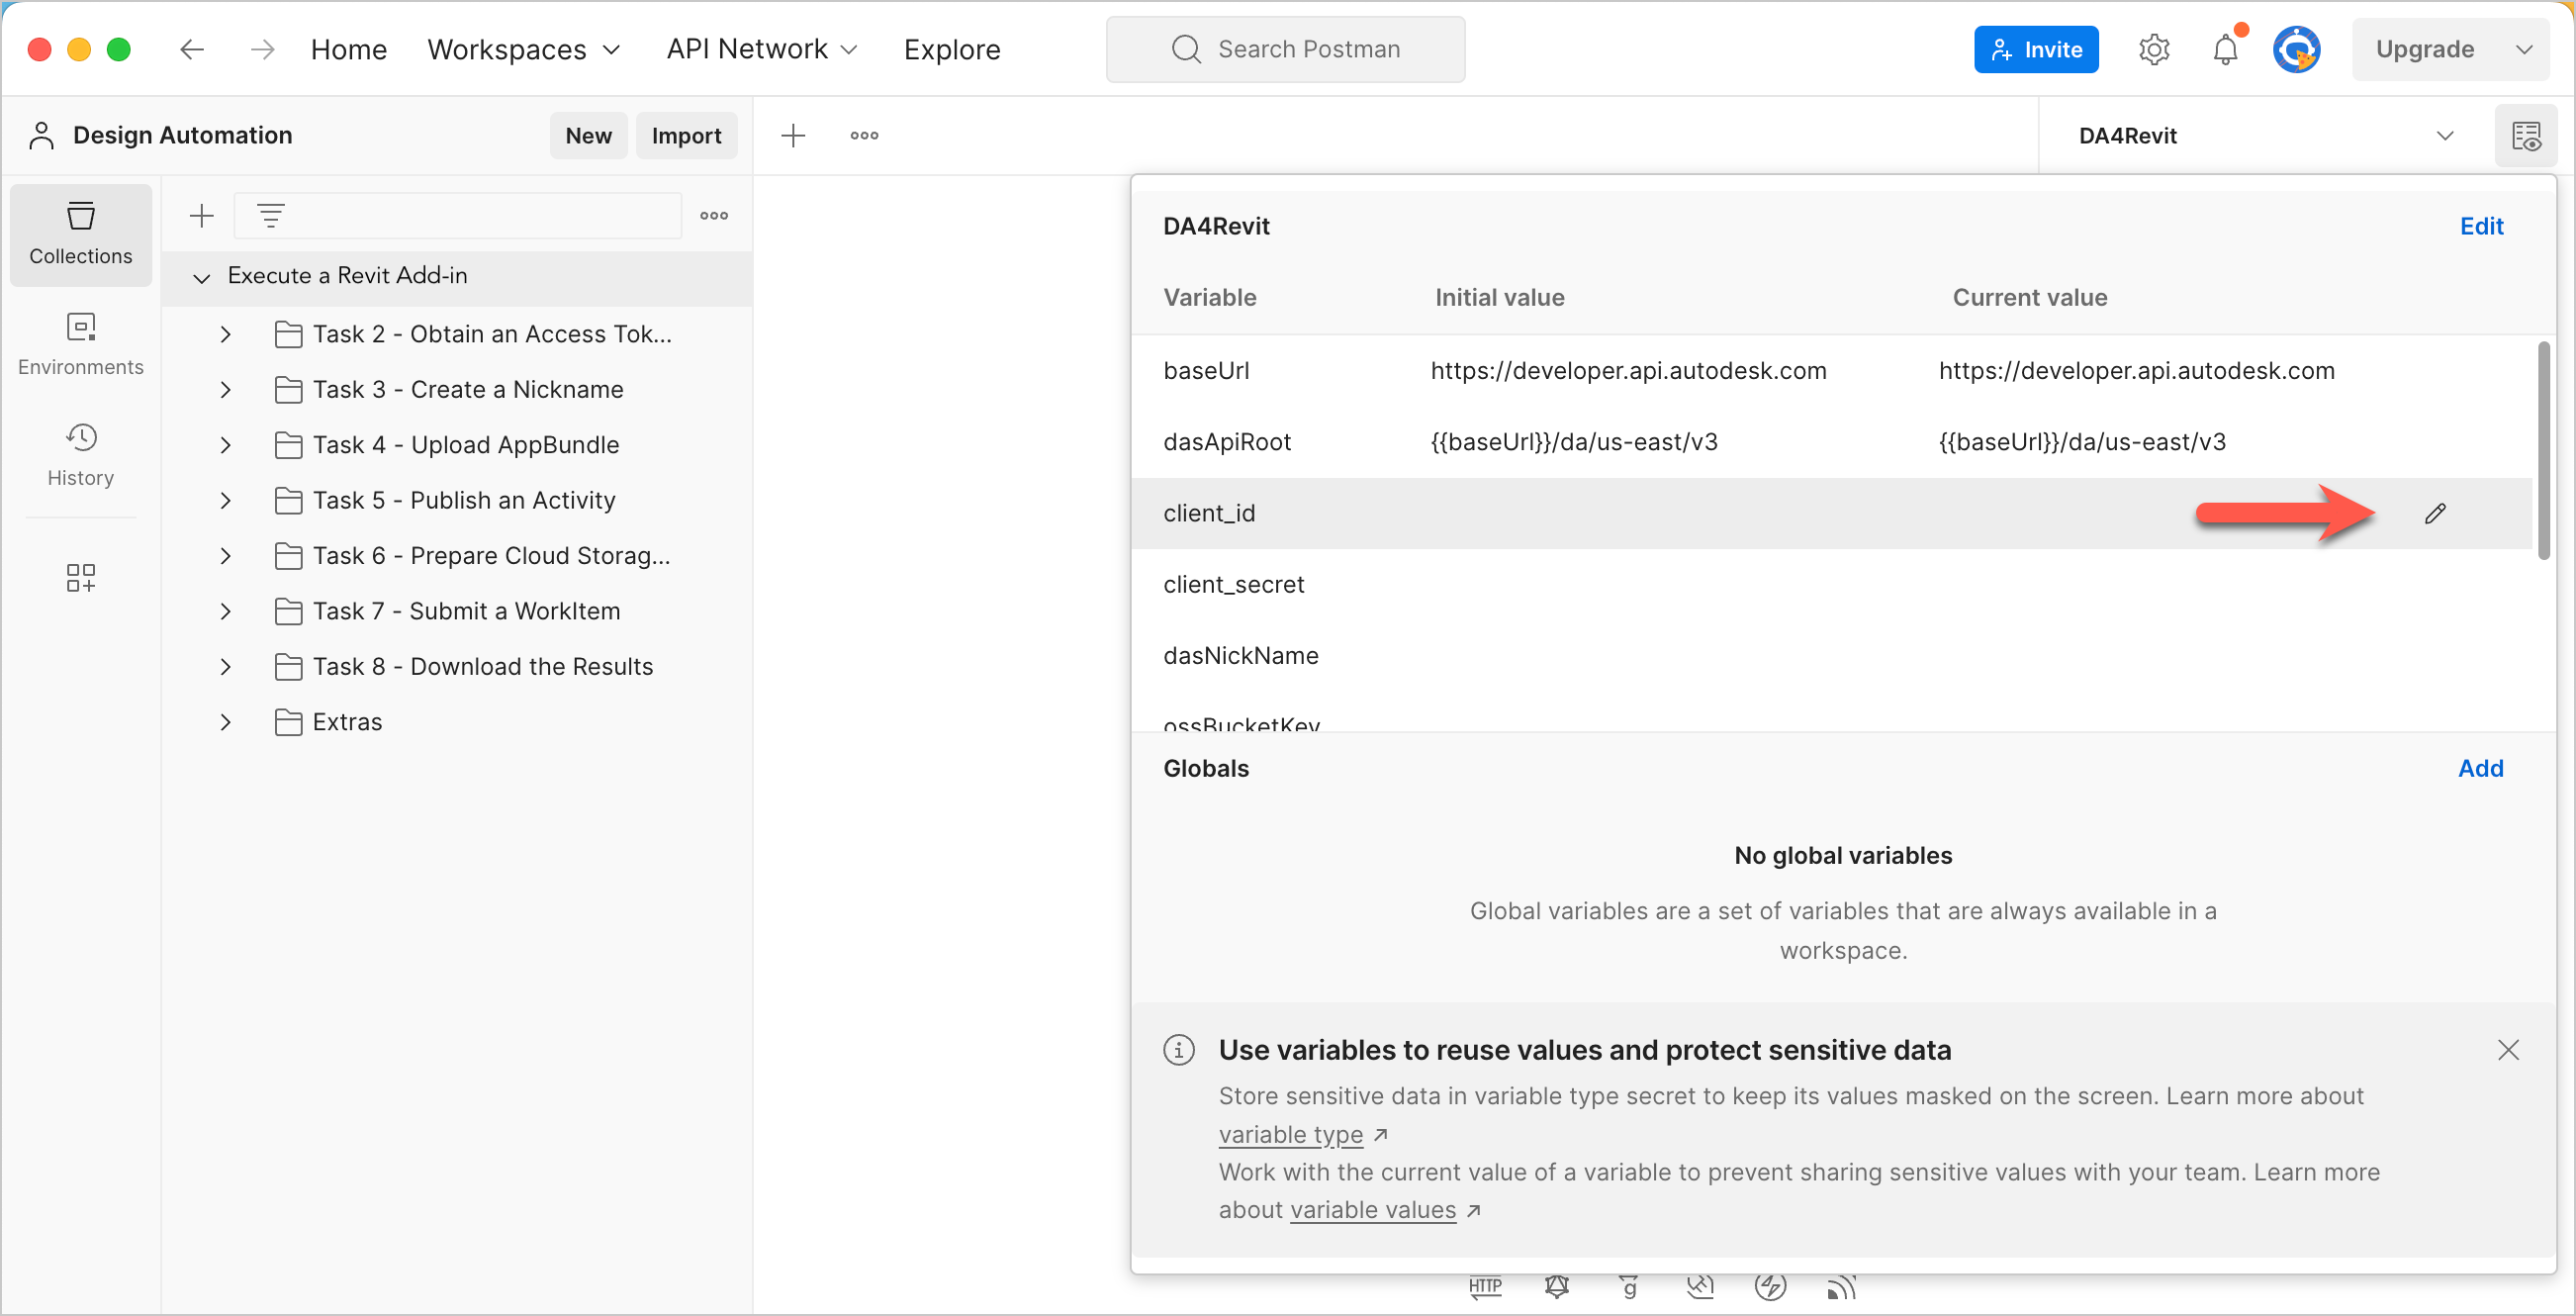 Home Workspaces API Network Explore Search Postman Invite Upgrade
Design Automation New Import DA4Revit
Collections
Environments
History
Execute a Revit Add-in
Task 2 - Obtain an Access Tok...
Task 3 - Create a Nickname
Task 4 - Upload AppBundle
Task 5 - Publish an Activity
Task 6 - Prepare Cloud Storag...
Task 7 - Submit a WorkItem
Task 8 - Download the Results
Extras
DA4Revit Edit
Variable Initial value Current value
baseUrl https://developer.api.autodesk.com https://developer.api.autodesk.com
dasApiRoot {{baseUrl}}/da/us-east/v3 {{baseUrl}}/da/us-east/v3
client_id
client_secret
dasNickName
ossBucketKey
Globals Add
No global variables
Global variables are a set of variables that are always available in a
workspace.
Use variables to reuse values and protect sensitive data
Store sensitive data in variable type secret to keep its values masked on the screen. Learn more about
variable type ↗
Work with the current value of a variable to prevent sharing sensitive values with your team. Learn more
about variable values ↗
HTTP g